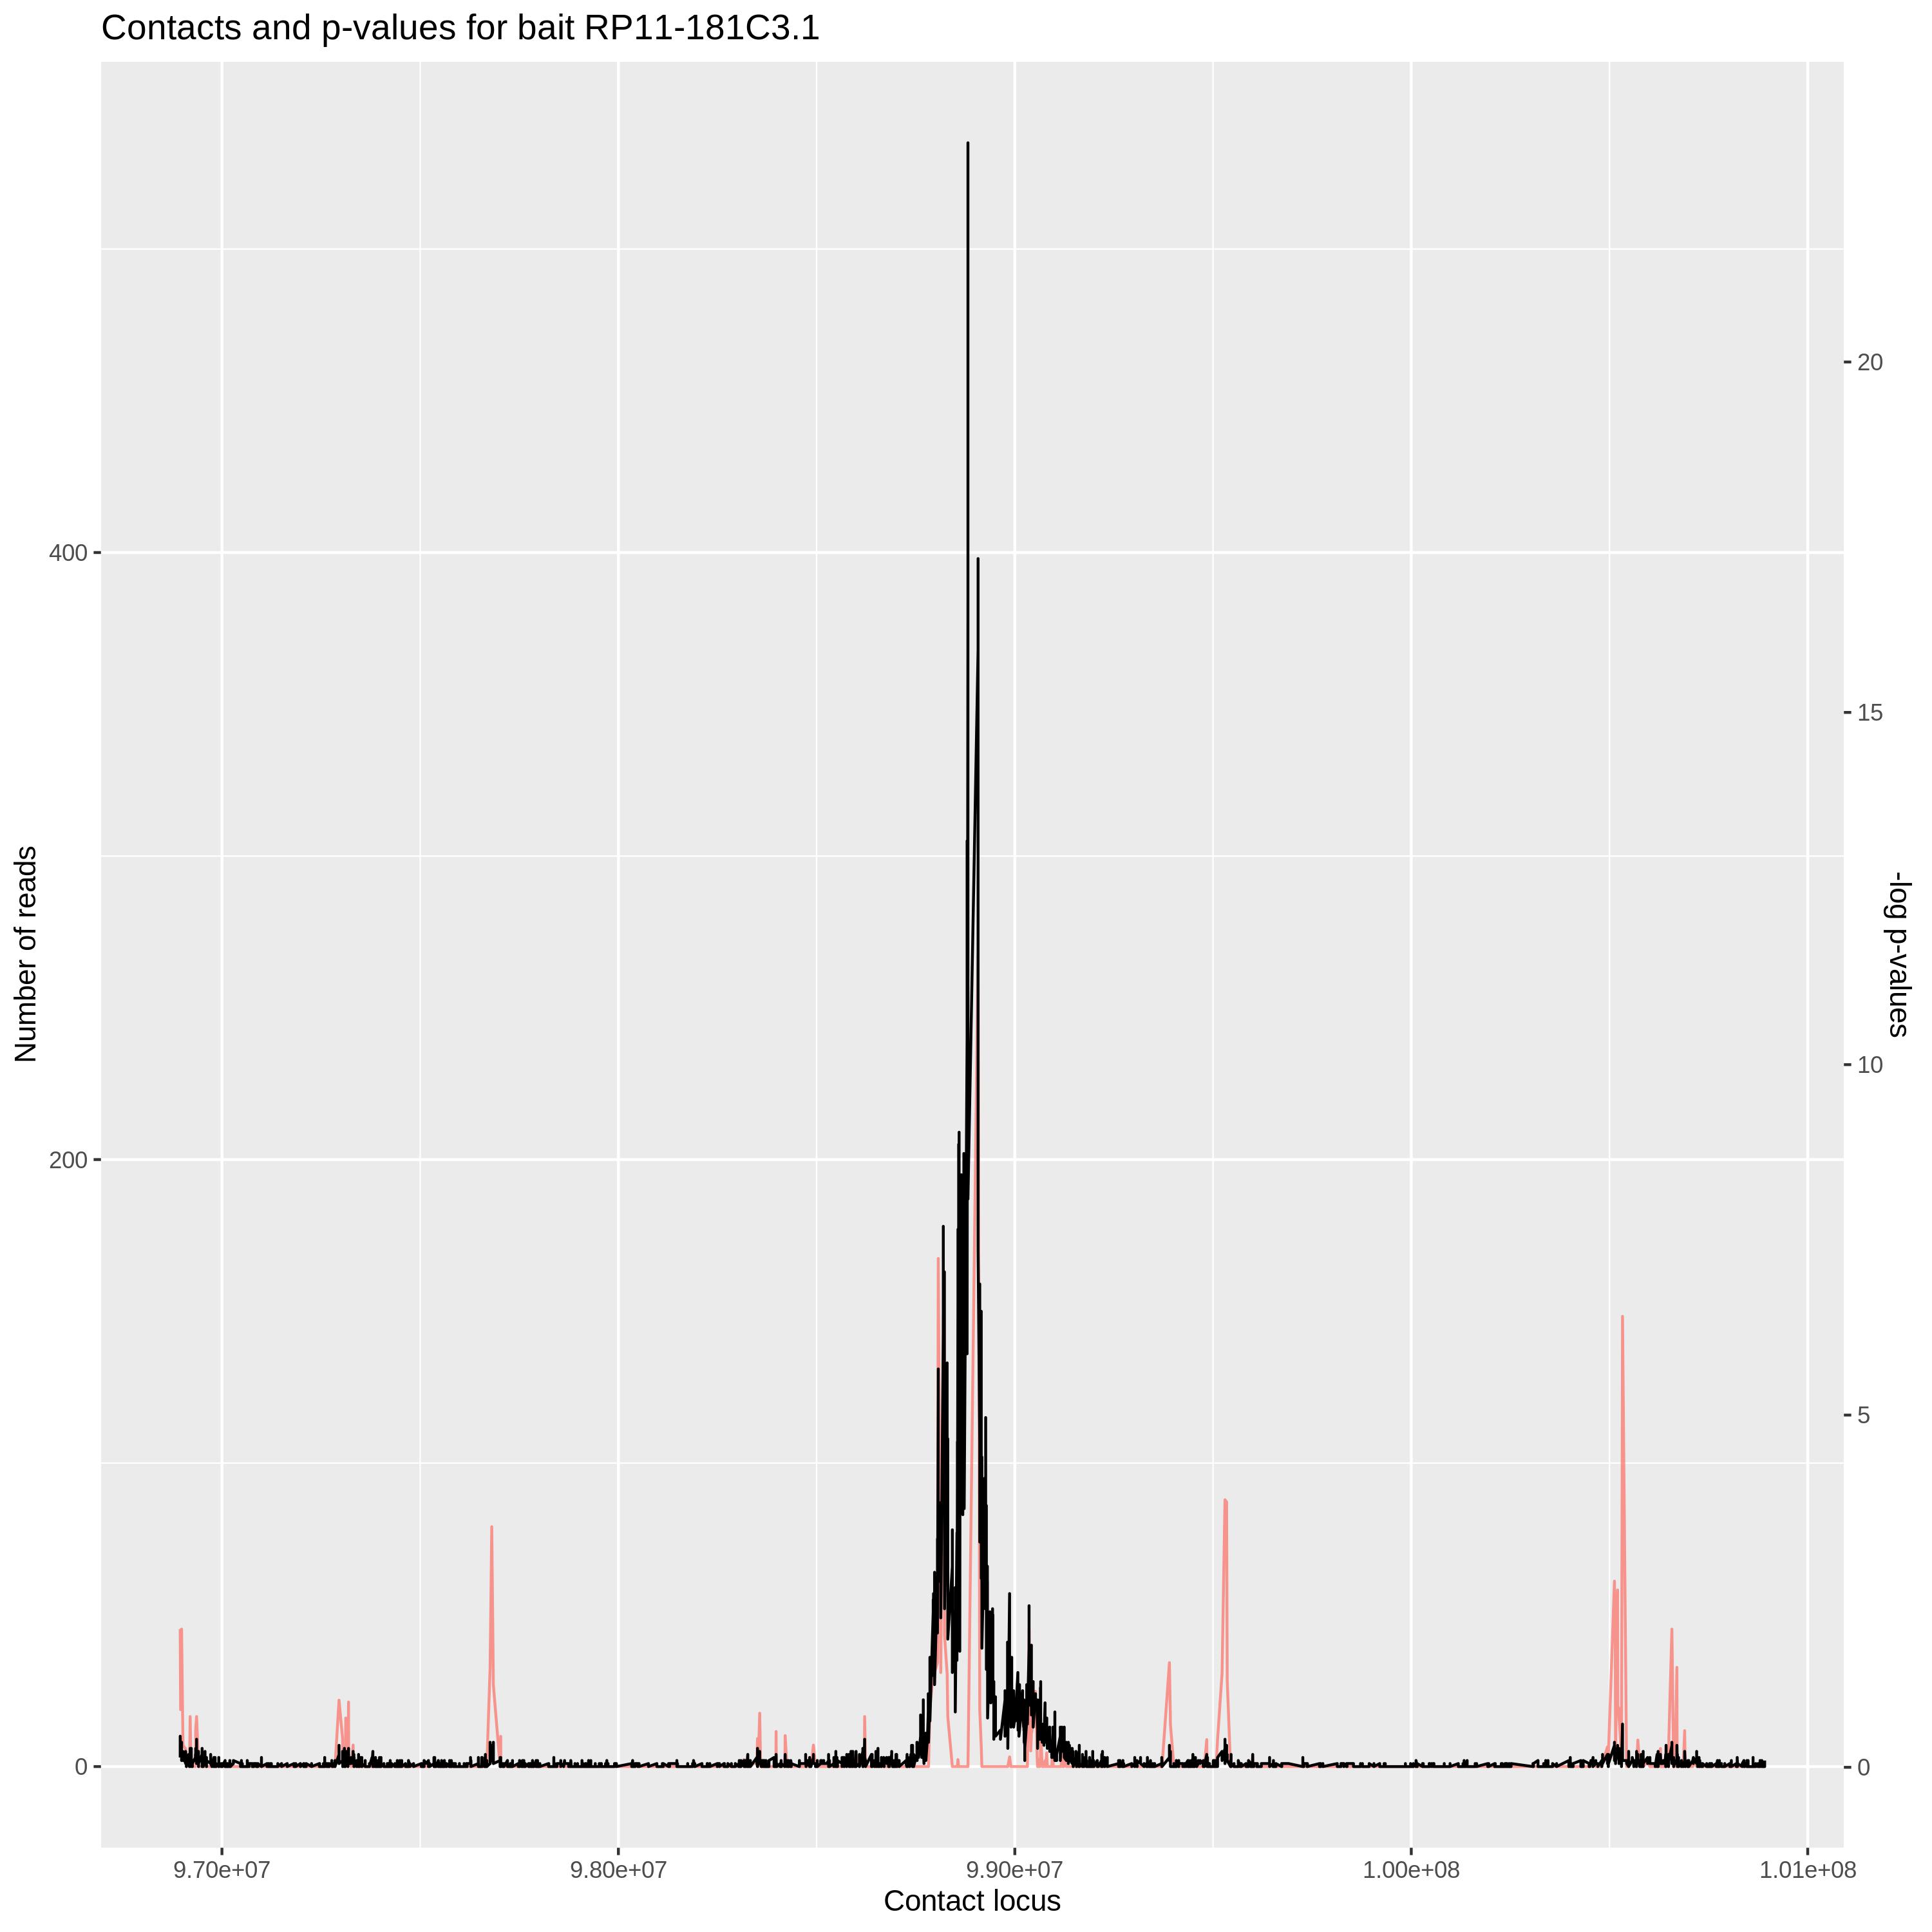 Contacts and p-values for bait RP11-181C3.1
Number of reads
400
200
0
20
15
10
5
0
-log p-values
9.70e+07
9.80e+07
9.90e+07
1.00e+08
1.01e+08
Contact locus